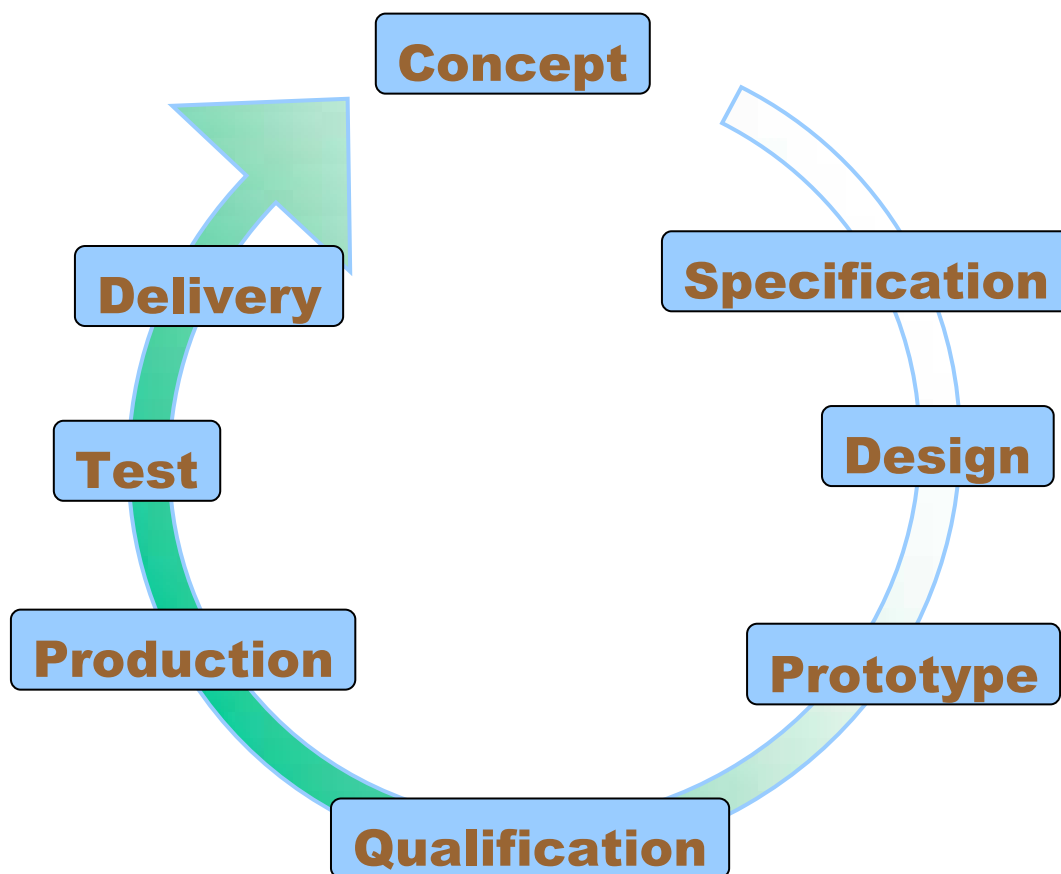 Concept
Specification
Design
Prototype
Qualification
Production
Test
Delivery